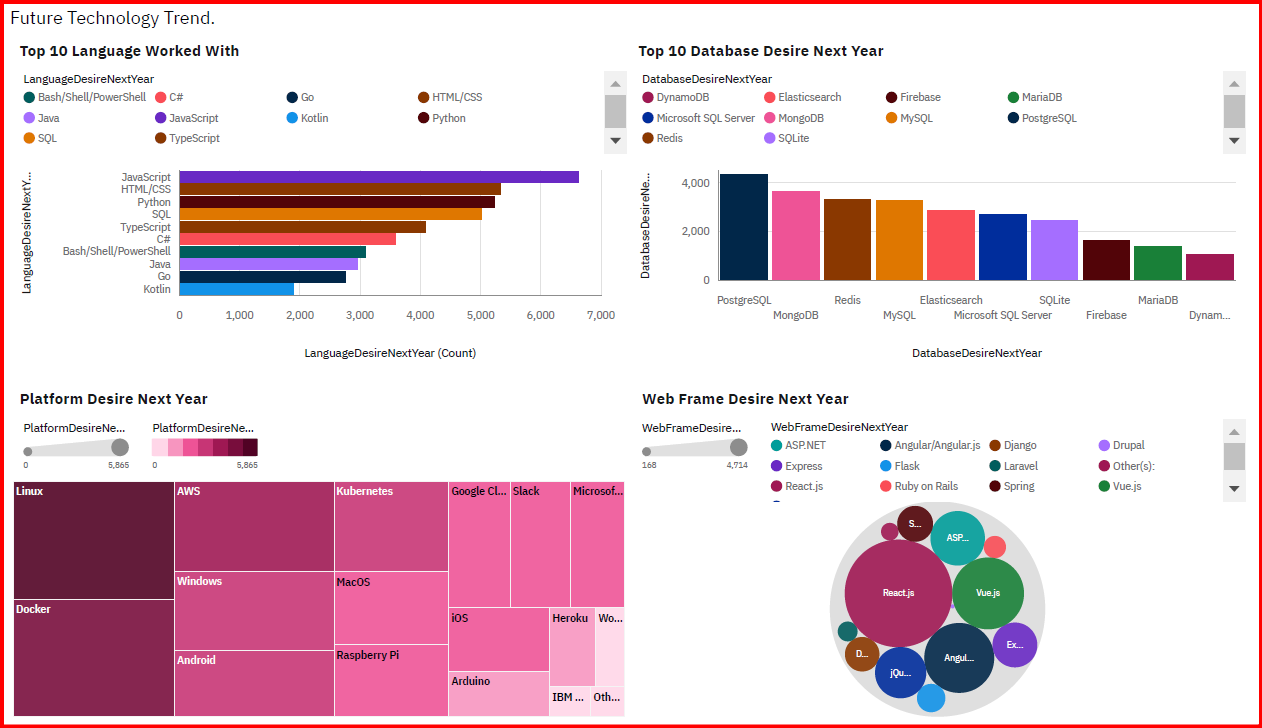 Future Technology Trend.
Top 10 Language Worked With
LanguageDesireNextYear
Bash/Shell/PowerShell C# Go HTML/CSS
Java JavaScript Kotlin Python
SQL TypeScript
LanguageDesireNextY...
JavaScript
HTML/CSS
Python
SQL
TypeScript
C#
Bash/Shell/PowerShell
Java
Go
Kotlin
0 1,000 2,000 3,000 4,000 5,000 6,000 7,000
LanguageDesireNextYear (Count)
Top 10 Database Desire Next Year
DatabaseDesireNextYear
DynamoDB Elasticsearch Firebase MariaDB
Microsoft SQL Server MongoDB MySQL PostgreSQL
Redis SQLite
DatabaseDesireNe...
4,000
2,000
0
PostgreSQL Redis Elasticsearch SQLite MariaDB
MongoDB MySQL Microsoft SQL Server Firebase Dynam...
DatabaseDesireNextYear
Platform Desire Next Year
PlatformDesireNe... PlatformDesireNe...
0 5,865 0 5,865
Linux AWS Kubernetes Google Cl... Slack Microsof...
Windows MacOS
Docker iOS Heroku Wo...
Android Raspberry Pi
Arduino
IBM ... Oth...
Web Frame Desire Next Year
WebFrameDesire... WebFrameDesireNextYear
168 4,714
ASP.NET Angular/Angular.js Django Drupal
Express Flask Laravel Other(s):
React.js Ruby on Rails Spring Vue.js
S...
ASP...
React.js Vue.js
Ex...
D... Angul...
jQu...